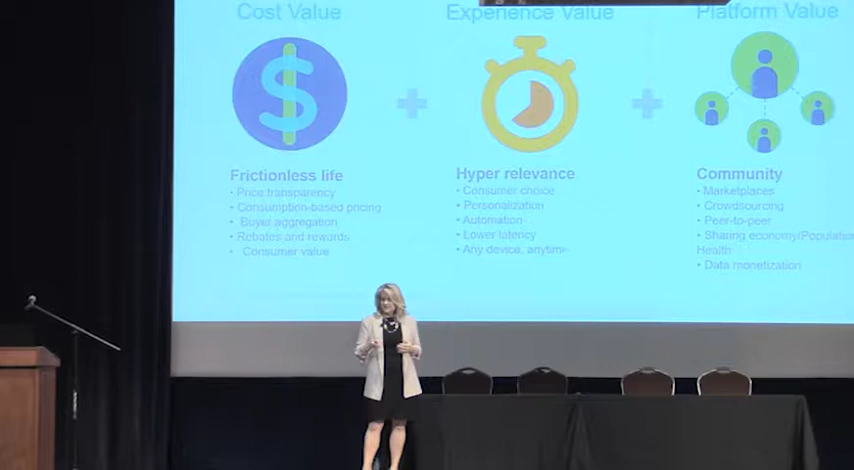 Cost Value
Experience Value
Platform Value
$
Frictionless life
• Price transparency
• Consumption-based pricing
• Buyer aggregation
• Rebates and rewards
• Consumer value
Hyper relevance
• Consumer choice
• Personalization
• Automation
• Lower latency
• Any device, anytime
Community
• Marketplaces
• Crowdsourcing
• Peer-to-peer
• Sharing economy/Population
Health
• Data monetization